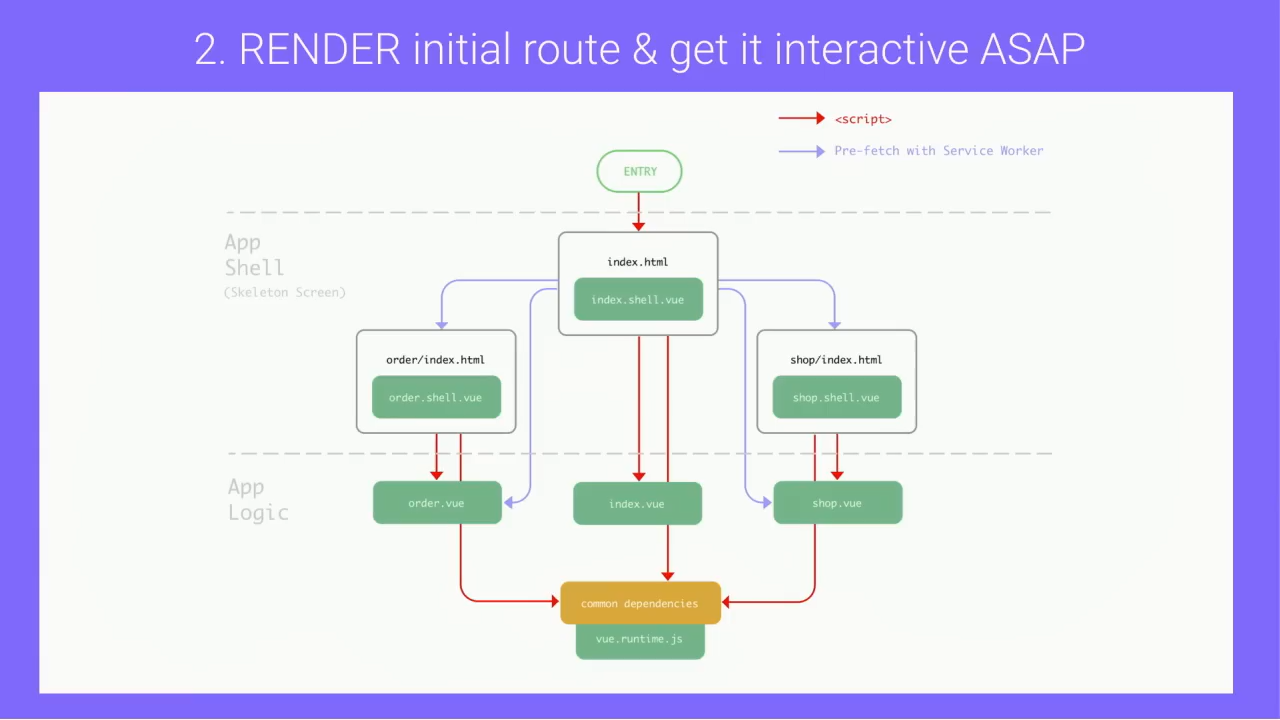 2. RENDER initial route & get it interactive ASAP
<script>
Pre-fetch with Service Worker
ENTRY
App
Shell
(Skeleton Screen)
index.html
index.shell.vue
order/index.html
order.shell.vue
shop/index.html
shop.shell.vue
App
Logic
order.vue
index.vue
shop.vue
common dependencies
vue.runtime.js